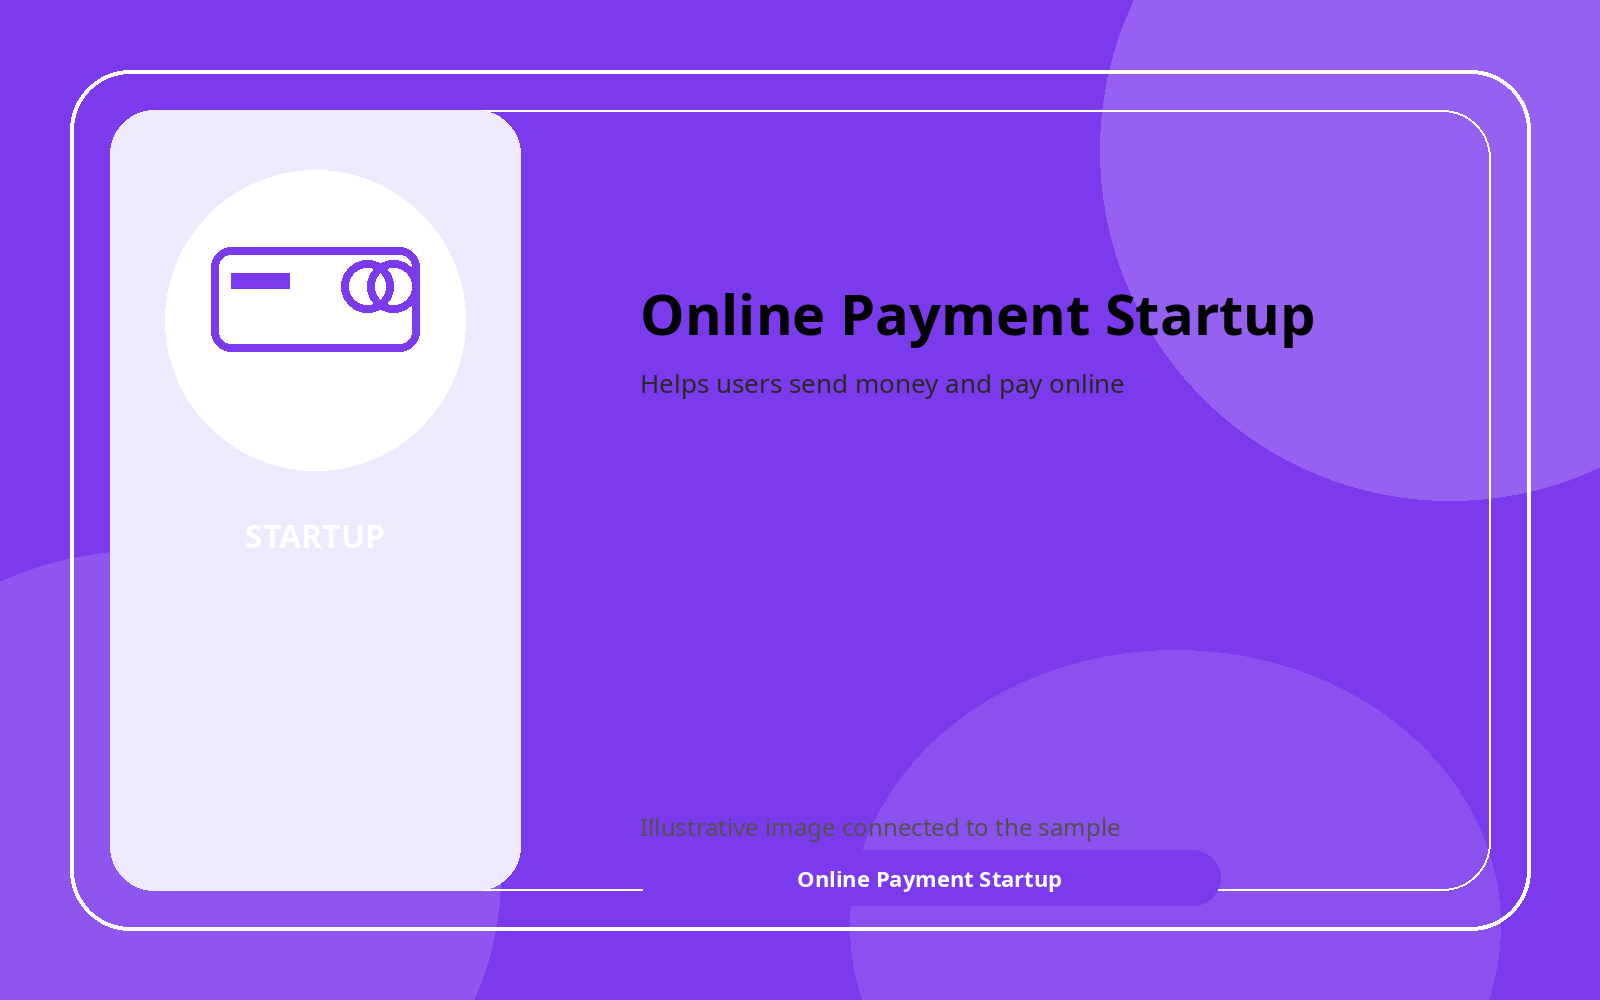 STARTUP
Online Payment Startup
Helps users send money and pay online
Illustrative image connected to the sample
Online Payment Startup